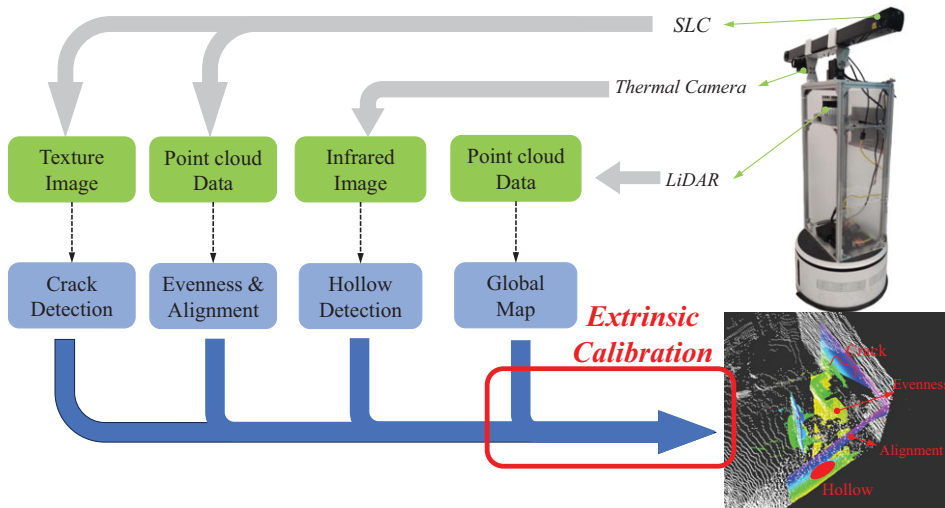 SLC
Thermal Camera
LiDAR
Texture
Image
Point cloud
Data
Infrared
Image
Point cloud
Data
Crack
Detection
Evenness &
Alignment
Hollow
Detection
Global
Map
Extrinsic
Calibration
Crack
Evenness
Alignment
Hollow